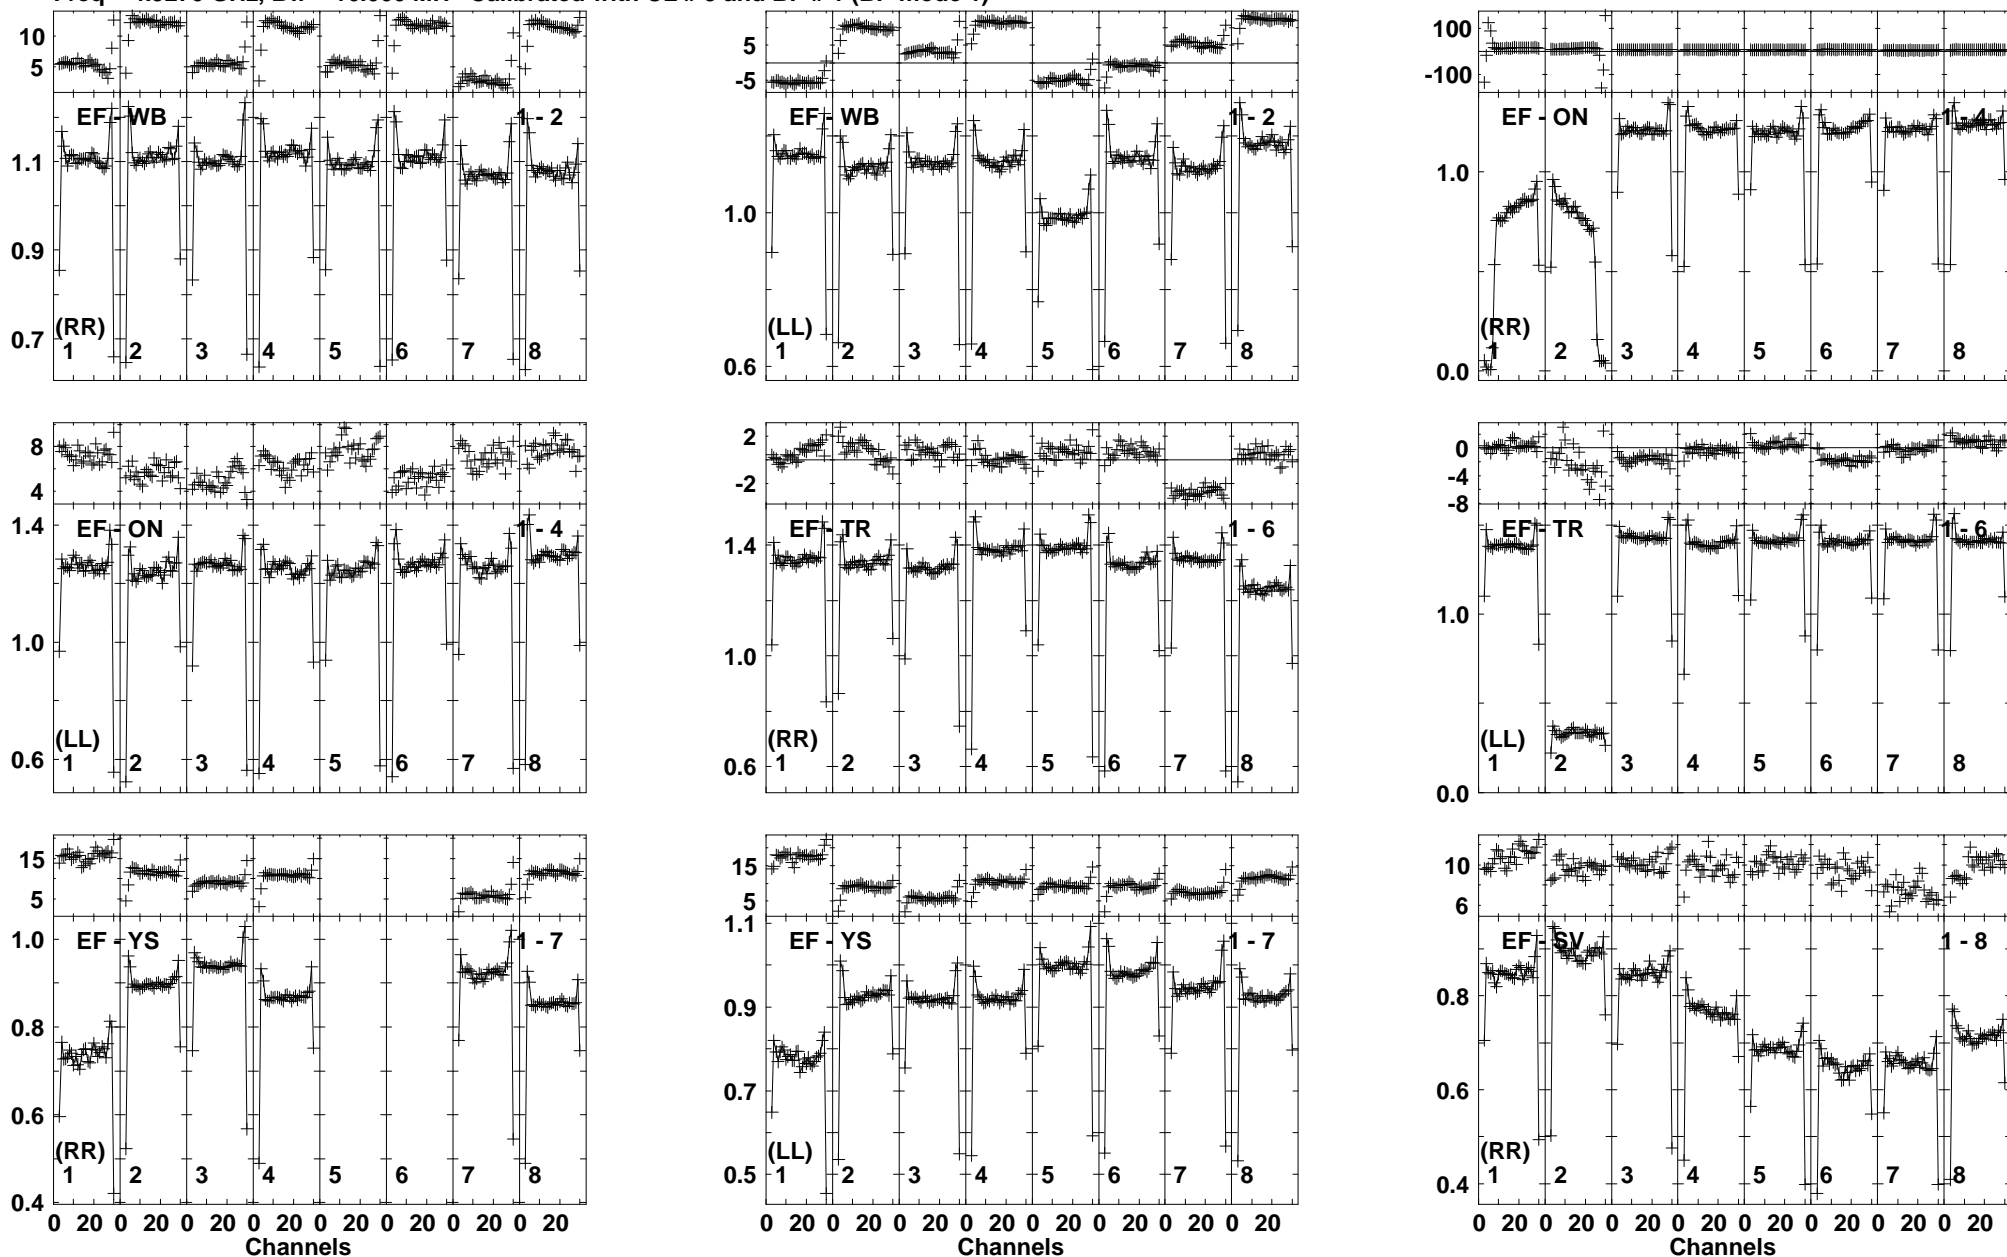 10
5
EF - WB
1 - 2
1.1
0.9
0.7
(RR)
1 2 3 4 5 6 7 8
5
-5
EF - WB
1 - 2
1.0
0.6
(LL)
1 2 3 4 5 6 7 8
100
-100
EF - ON
1 - 4
1.0
0.0
(RR)
1 2 3 4 5 6 7 8
8
4
EF - ON
1 - 4
1.4
1.0
0.6
(LL)
1 2 3 4 5 6 7 8
2
-2
EF - TR
1 - 6
1.4
1.0
0.6
(RR)
1 2 3 4 5 6 7 8
0
-4
-8
EF - TR
1 - 6
1.0
0.0
(LL)
1 2 3 4 5 6 7 8
15
5
EF - YS
1 - 7
1.0
0.8
0.6
0.4
(RR)
1 2 3 4 5 6 7 8
0 20 0 20 0 20 0 20 0 20 0 20 0 20 0 20
Channels
15
5
EF - YS
1 - 7
1.1
0.9
0.7
0.5
(LL)
1 2 3 4 5 6 7 8
0 20 0 20 0 20 0 20 0 20 0 20 0 20 0 20
Channels
10
6
EF - SV
1 - 8
0.8
0.6
0.4
(RR)
1 2 3 4 5 6 7 8
0 20 0 20 0 20 0 20 0 20 0 20 0 20 0 20
Channels